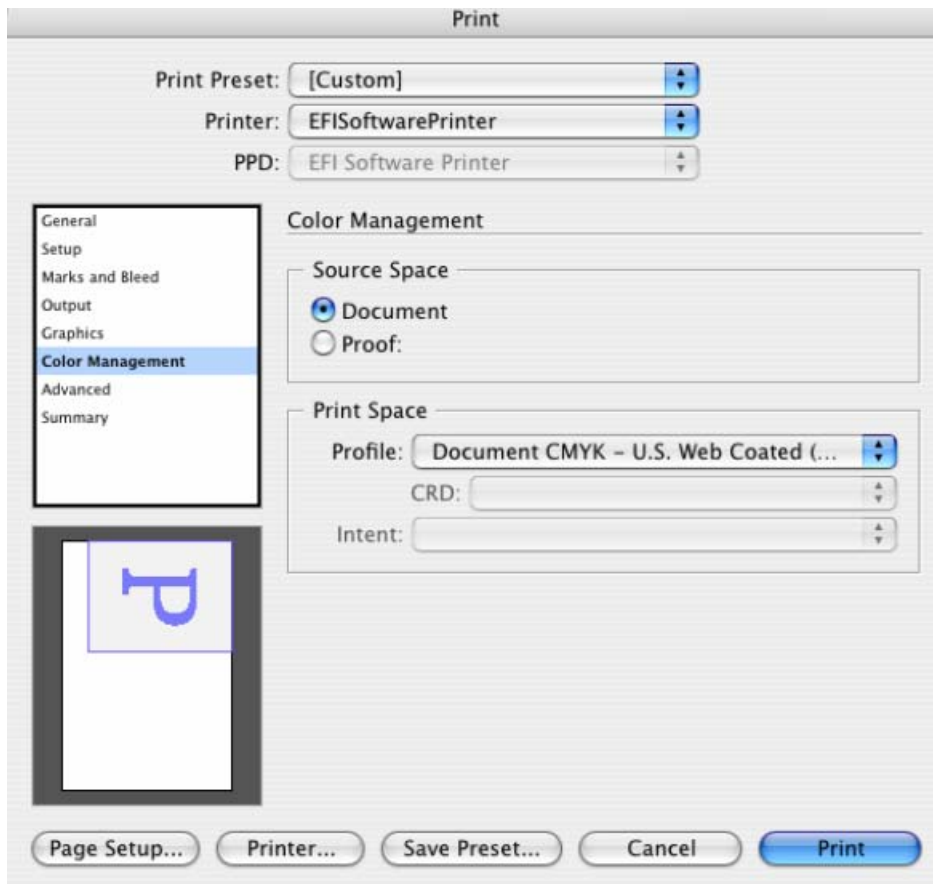 Print
Print Preset: [Custom]
Printer: EFISoftwarePrinter
PPD: EFI Software Printer
General
Setup
Marks and Bleed
Output
Graphics
Color Management
Advanced
Summary
Color Management
Source Space
Document
Proof:
Print Space
Profile: Document CMYK – U.S. Web Coated (...
CRD:
Intent:
P
Page Setup... Printer... Save Preset... Cancel Print